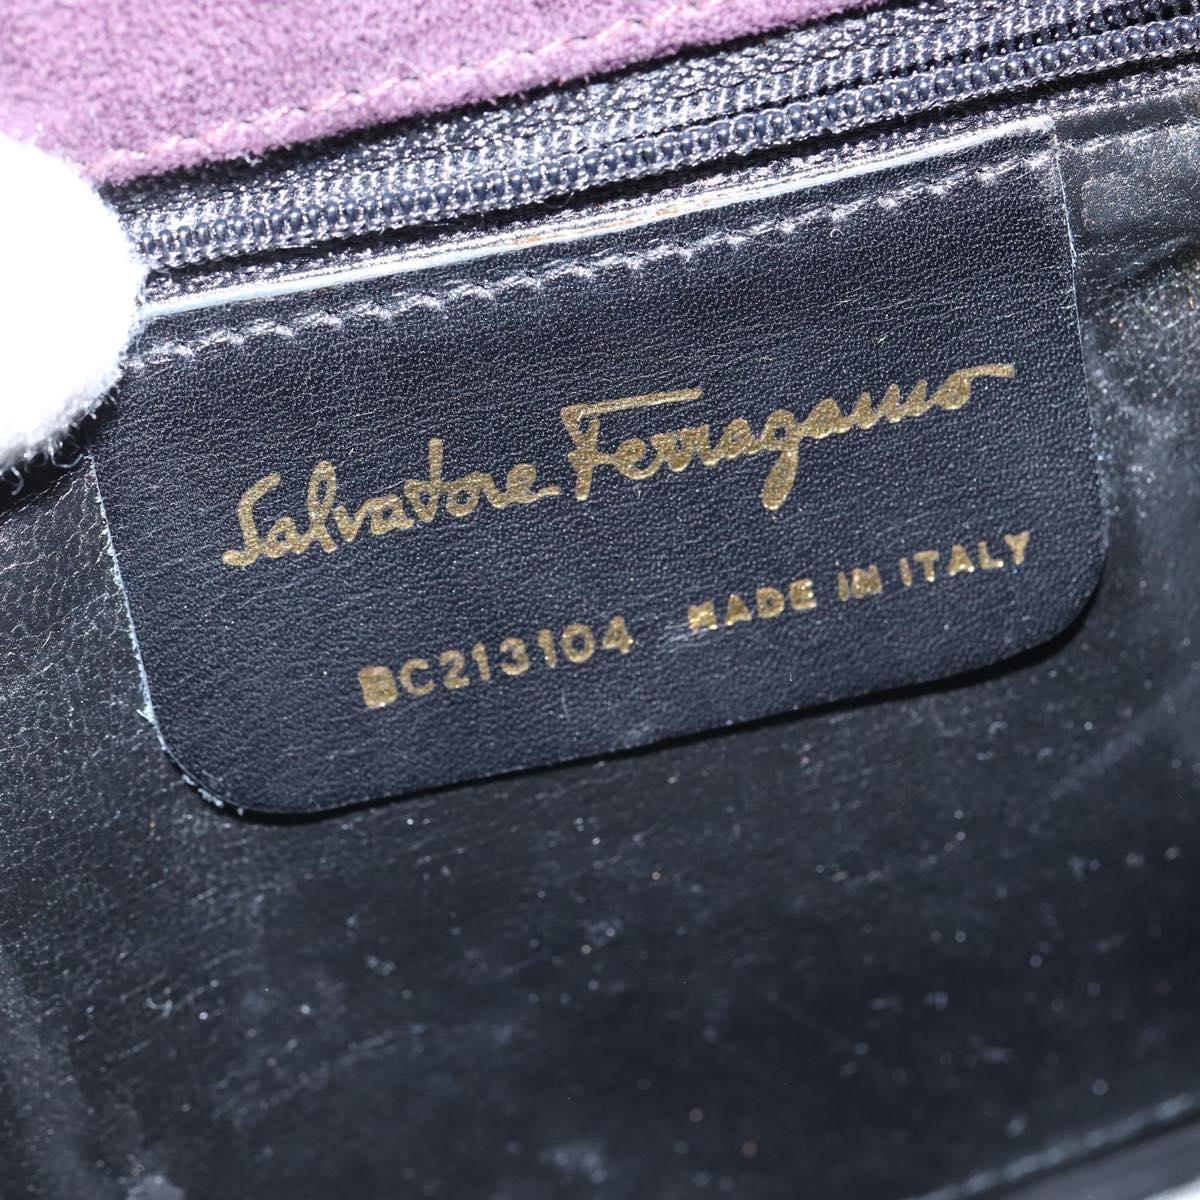 Salvatore Ferragamo
BC213104 MADE IN ITALY